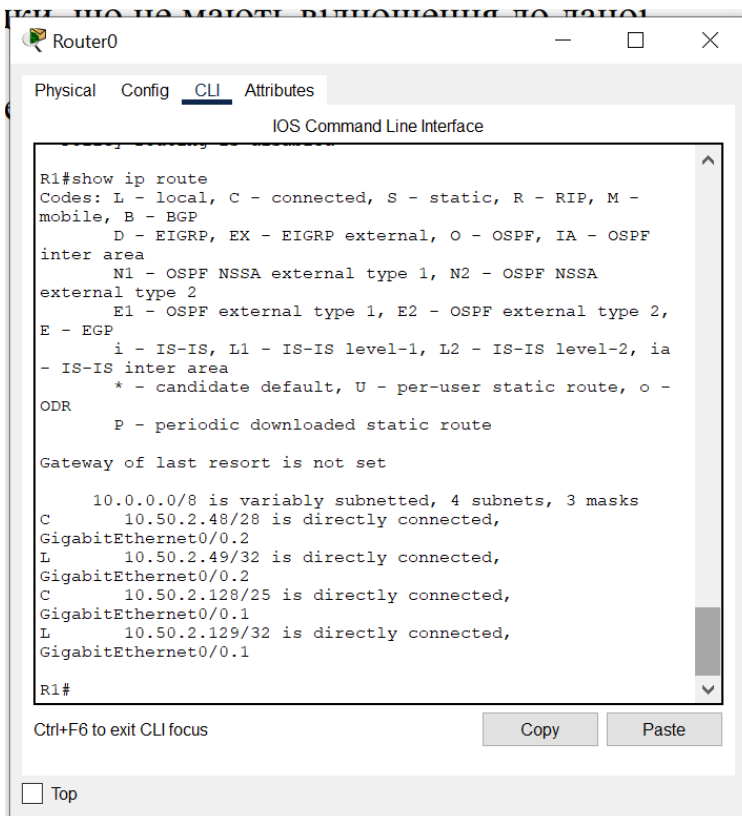 що не мають відношення до даної
Router0
Physical Config CLI Attributes
IOS Command Line Interface
R1#show ip route
Codes: L - local, C - connected, S - static, R - RIP, M -
mobile, B - BGP
D - EIGRP, EX - EIGRP external, O - OSPF, IA - OSPF
inter area
N1 - OSPF NSSA external type 1, N2 - OSPF NSSA
external type 2
E1 - OSPF external type 1, E2 - OSPF external type 2,
E - EGP
i - IS-IS, L1 - IS-IS level-1, L2 - IS-IS level-2, ia
- IS-IS inter area
* - candidate default, U - per-user static route, o -
ODR
P - periodic downloaded static route
Gateway of last resort is not set
10.0.0.0/8 is variably subnetted, 4 subnets, 3 masks
C 10.50.2.48/28 is directly connected,
GigabitEthernet0/0.2
L 10.50.2.49/32 is directly connected,
GigabitEthernet0/0.2
C 10.50.2.128/25 is directly connected,
GigabitEthernet0/0.1
L 10.50.2.129/32 is directly connected,
GigabitEthernet0/0.1
R1#
Ctrl+F6 to exit CLI focus
Copy
Paste
Top